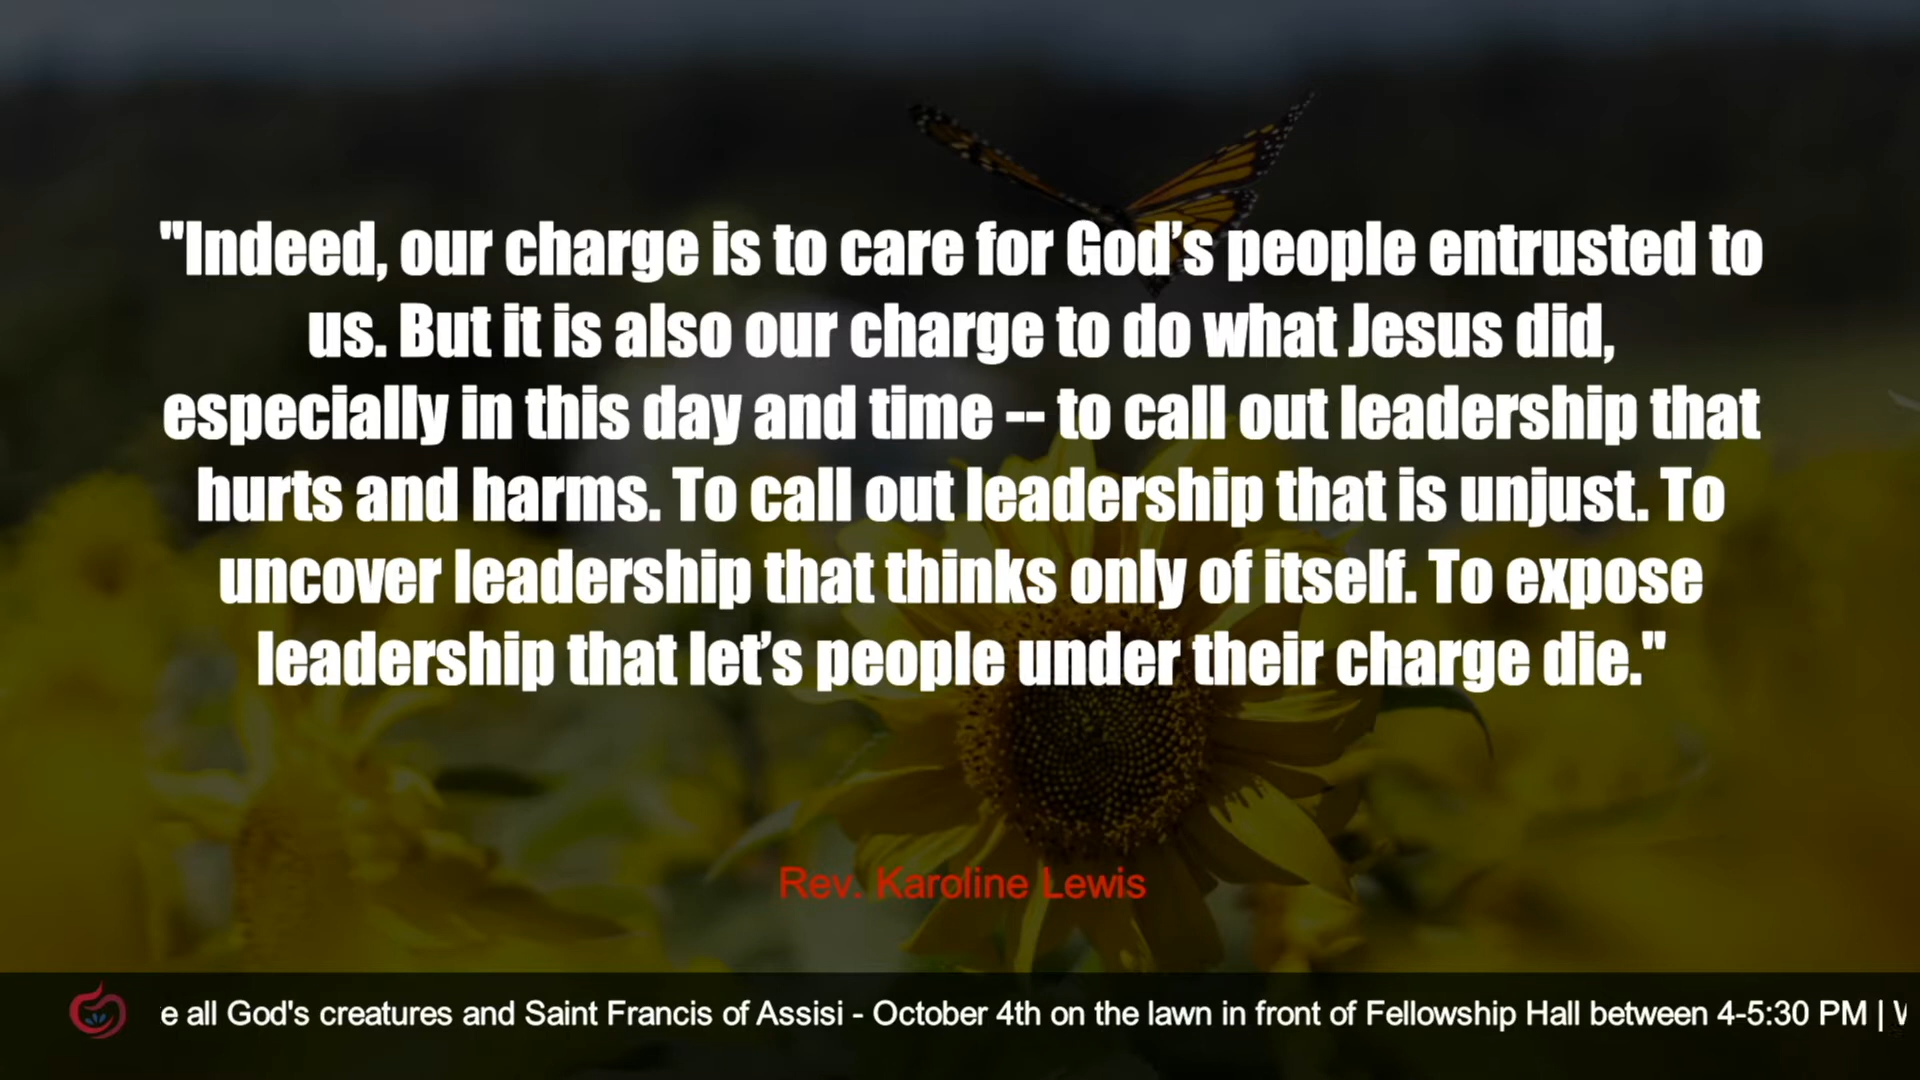 "Indeed, our charge is to care for God’s people entrusted to
us. But it is also our charge to do what Jesus did,
especially in this day and time -- to call out leadership that
hurts and harms. To call out leadership that is unjust. To
uncover leadership that thinks only of itself. To expose
leadership that let’s people under their charge die."
Rev. Karoline Lewis
e all God's creatures and Saint Francis of Assisi - October 4th on the lawn in front of Fellowship Hall between 4-5:30 PM |